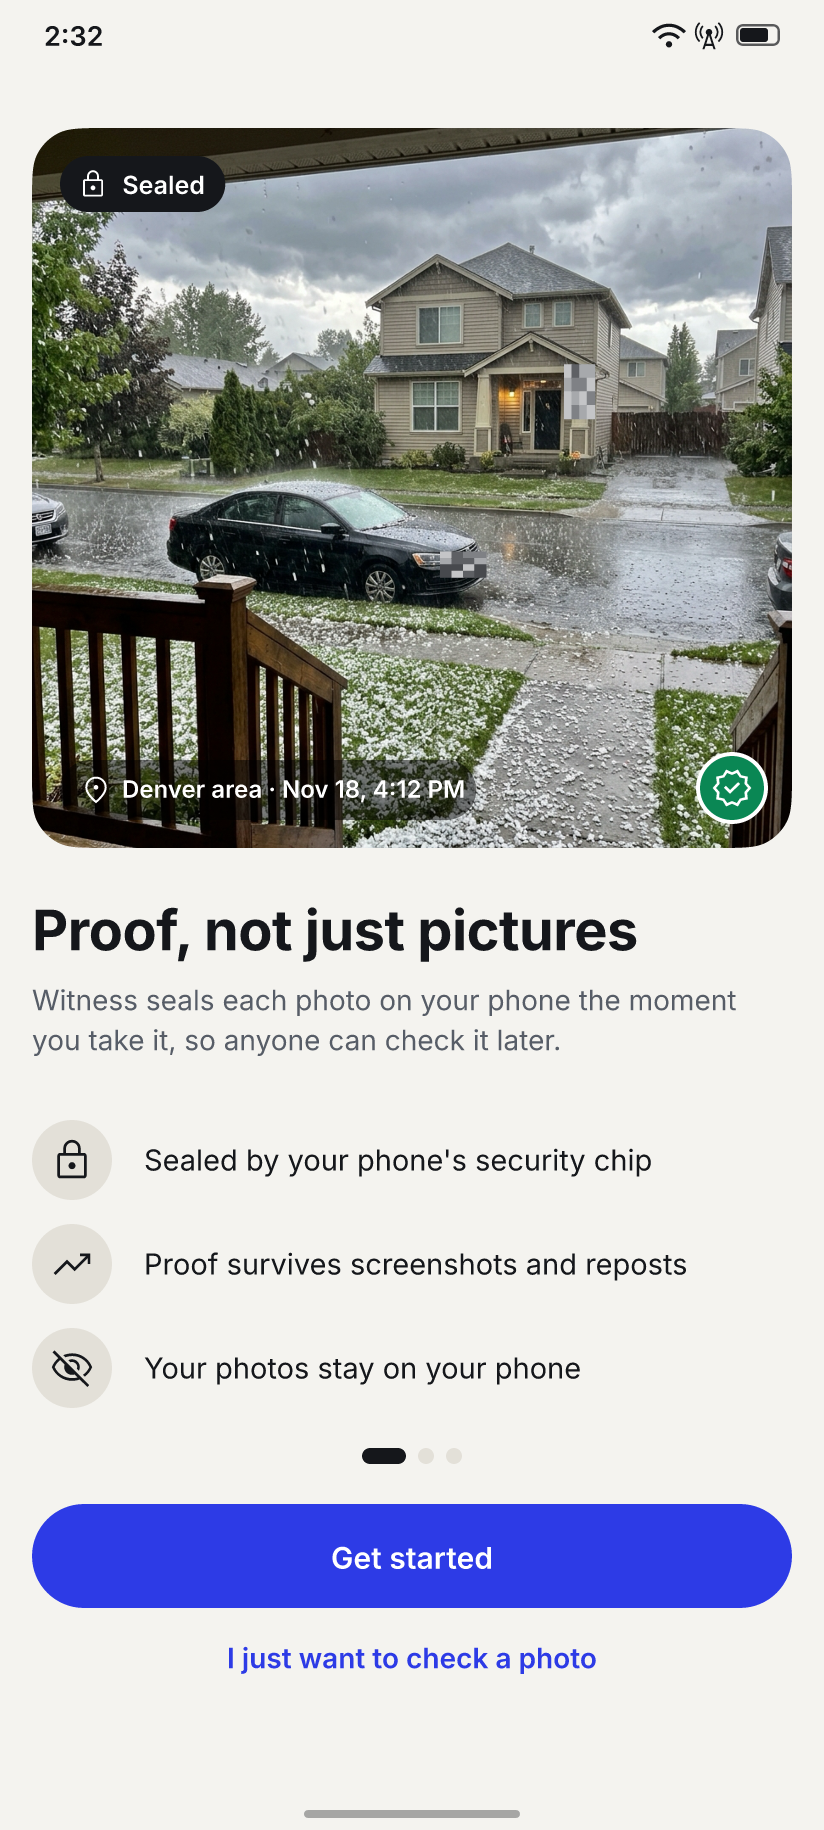 2:32
Sealed
Denver area · Nov 18, 4:12 PM
Proof, not just pictures
Witness seals each photo on your phone the moment
you take it, so anyone can check it later.
Sealed by your phone's security chip
Proof survives screenshots and reposts
Your photos stay on your phone
Get started
I just want to check a photo